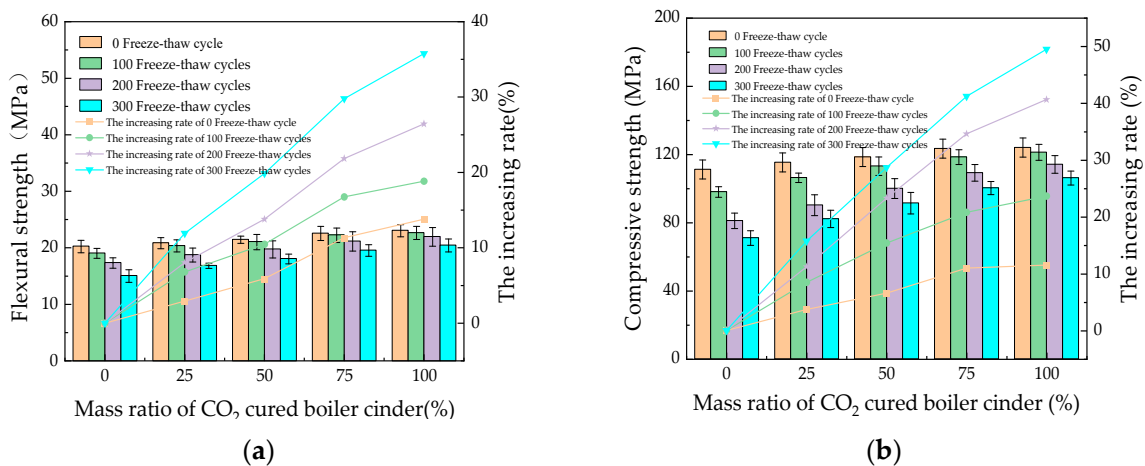 60
50
40
30
20
10
0
Flexural strength（MPa）
0 Freeze-thaw cycle
100 Freeze-thaw cycles
200 Freeze-thaw cycles
300 Freeze-thaw cycles
The increasing rate of 0 Freeze-thaw cycle
The increasing rate of 100 Freeze-thaw cycles
The increasing rate of 200 Freeze-thaw cycles
The increasing rate of 300 Freeze-thaw cycles
40
30
20
10
0
The increasing rate(%)
0 25 50 75 100
Mass ratio of CO₂ cured boiler cinder(%)
(a)
200
160
120
80
40
0
Compressive strength (MPa)
0 Freeze-thaw cycle
100 Freeze-thaw cycles
200 Freeze-thaw cycles
300 Freeze-thaw cycles
The increasing rate of 0 Freeze-thaw cycle
The increasing rate of 100 Freeze-thaw cycles
The increasing rate of 200 Freeze-thaw cycles
The increasing rate of 300 Freeze-thaw cycles
50
40
30
20
10
0
The increasing rate (%)
0 25 50 75 100
Mass ratio of CO₂ cured boiler cinder (%)
(b)